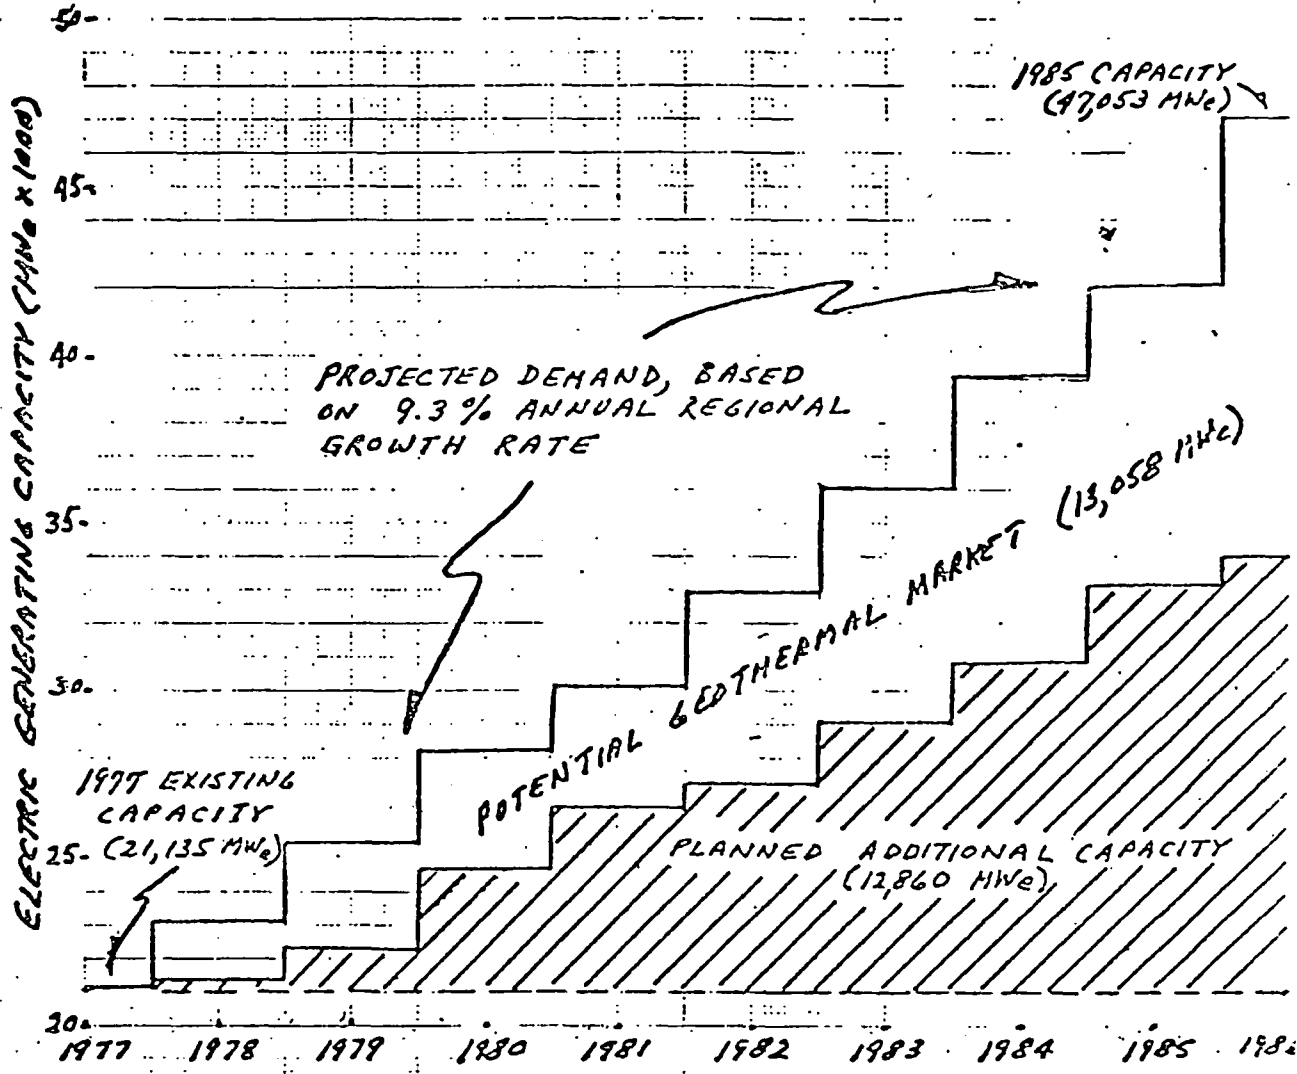 ELECTRIC GENERATING CAPACITY (MWe X 1000)
50
45
40
35
30
25
20
1985 CAPACITY
(47,053 MWe)
PROJECTED DEMAND, BASED
ON 9.3 % ANNUAL REGIONAL
GROWTH RATE
POTENTIAL GEOTHERMAL MARKET (13,058 MWe)
1977 EXISTING
CAPACITY
(21,135 MWe)
PLANNED ADDITIONAL CAPACITY
(12,860 MWe)
1977 1978 1979 1980 1981 1982 1983 1984 1985